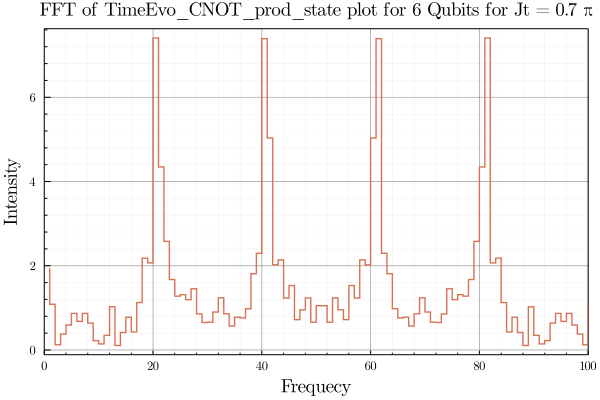 FFT of TimeEvo_CNOT_prod_state plot for 6 Qubits for Jt = 0.7 π
6
4
2
0
Intensity
0 20 40 60 80 100
Frequecy